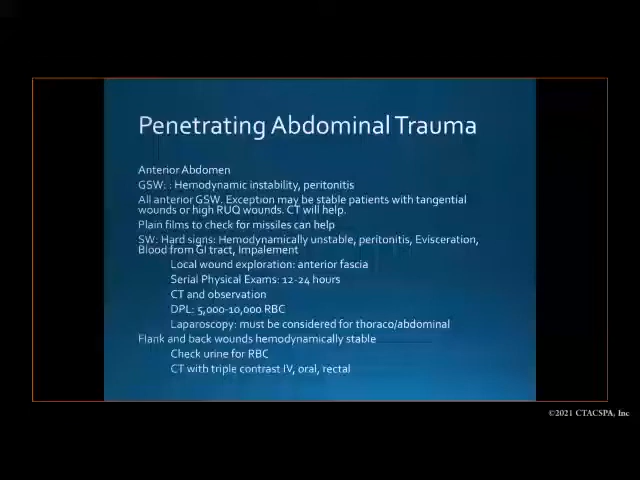 Penetrating Abdominal Trauma
Anterior Abdomen
GSW: : Hemodynamic instability, peritonitis
All anterior GSW. Exception may be stable patients with tangential
wounds or high RUQ wounds. CT will help.
Plain films to check for missiles can help
SW: Hard signs: Hemodynamically unstable, peritonitis, Evisceration,
Blood from GI tract, Impalement
Local wound exploration: anterior fascia
Serial Physical Exams: 12-24 hours
CT and observation
DPL: 5,000-10,000 RBC
Laparoscopy: must be considered for thoraco/abdominal
Flank and back wounds hemodynamically stable
Check urine for RBC
CT with triple contrast IV, oral, rectal
©2021 CTACSPA, Inc